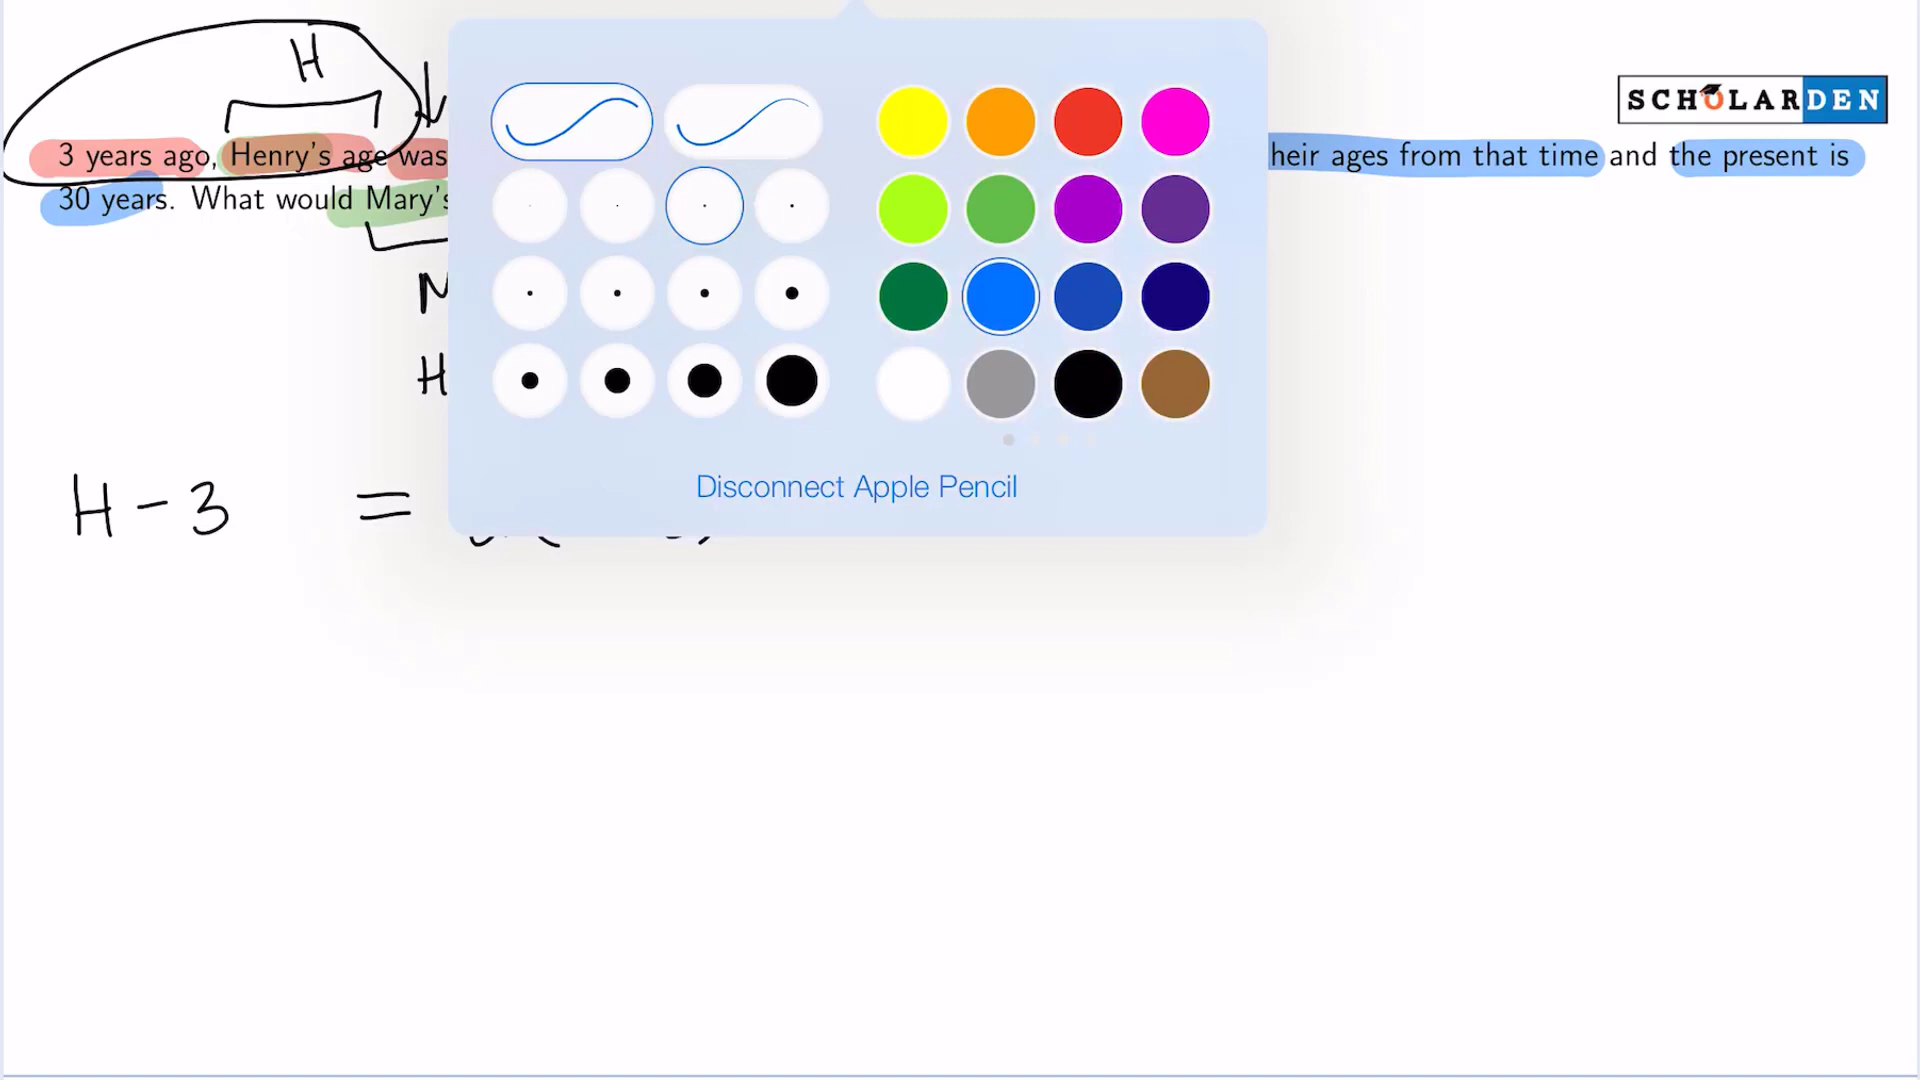 H
SCHOLARDEN
3 years ago, Henry's age was heir ages from that time and the present is
30 years. What would Mary's
H
H - 3 =
Disconnect Apple Pencil